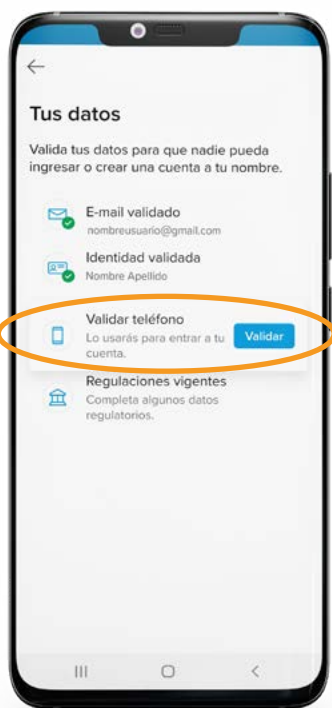 Tus datos
Valida tus datos para que nadie pueda
ingresar o crear una cuenta a tu nombre.
E-mail validado
nombreusuario@gmail.com
Identidad validada
Nombre Apellido
Validar teléfono
Lo usarás para entrar a tu
cuenta.
Validar
Regulaciones vigentes
Completa algunos datos
regulatorios.